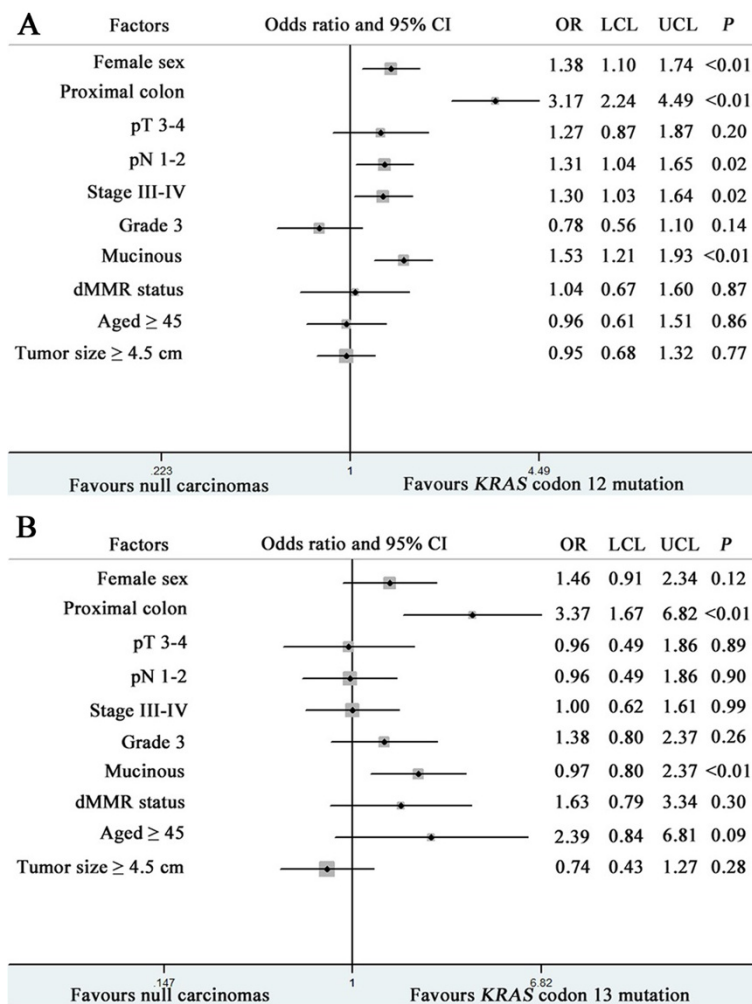 A
Factors Odds ratio and 95% CI OR LCL UCL P
Female sex 1.38 1.10 1.74 <0.01
Proximal colon 3.17 2.24 4.49 <0.01
pT 3-4 1.27 0.87 1.87 0.20
pN 1-2 1.31 1.04 1.65 0.02
Stage III-IV 1.30 1.03 1.64 0.02
Grade 3 0.78 0.56 1.10 0.14
Mucinous 1.53 1.21 1.93 <0.01
dMMR status 1.04 0.67 1.60 0.87
Aged ≥ 45 0.96 0.61 1.51 0.86
Tumor size ≥ 4.5 cm 0.95 0.68 1.32 0.77
.223 1 4.49
Favours null carcinomas Favours KRAS codon 12 mutation
B
Factors Odds ratio and 95% CI OR LCL UCL P
Female sex 1.46 0.91 2.34 0.12
Proximal colon 3.37 1.67 6.82 <0.01
pT 3-4 0.96 0.49 1.86 0.89
pN 1-2 0.96 0.49 1.86 0.90
Stage III-IV 1.00 0.62 1.61 0.99
Grade 3 1.38 0.80 2.37 0.26
Mucinous 0.97 0.80 2.37 <0.01
dMMR status 1.63 0.79 3.34 0.30
Aged ≥ 45 2.39 0.84 6.81 0.09
Tumor size ≥ 4.5 cm 0.74 0.43 1.27 0.28
.147 1 6.82
Favours null carcinomas Favours KRAS codon 13 mutation